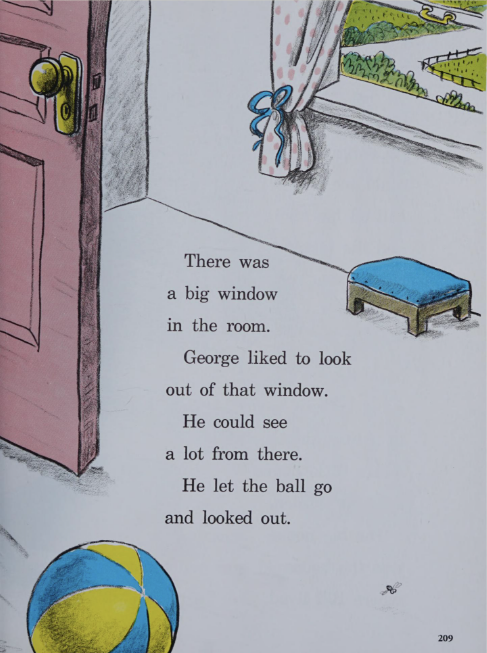 There was
a big window
in the room.
George liked to look
out of that window.
He could see
a lot from there.
He let the ball go
and looked out.
209